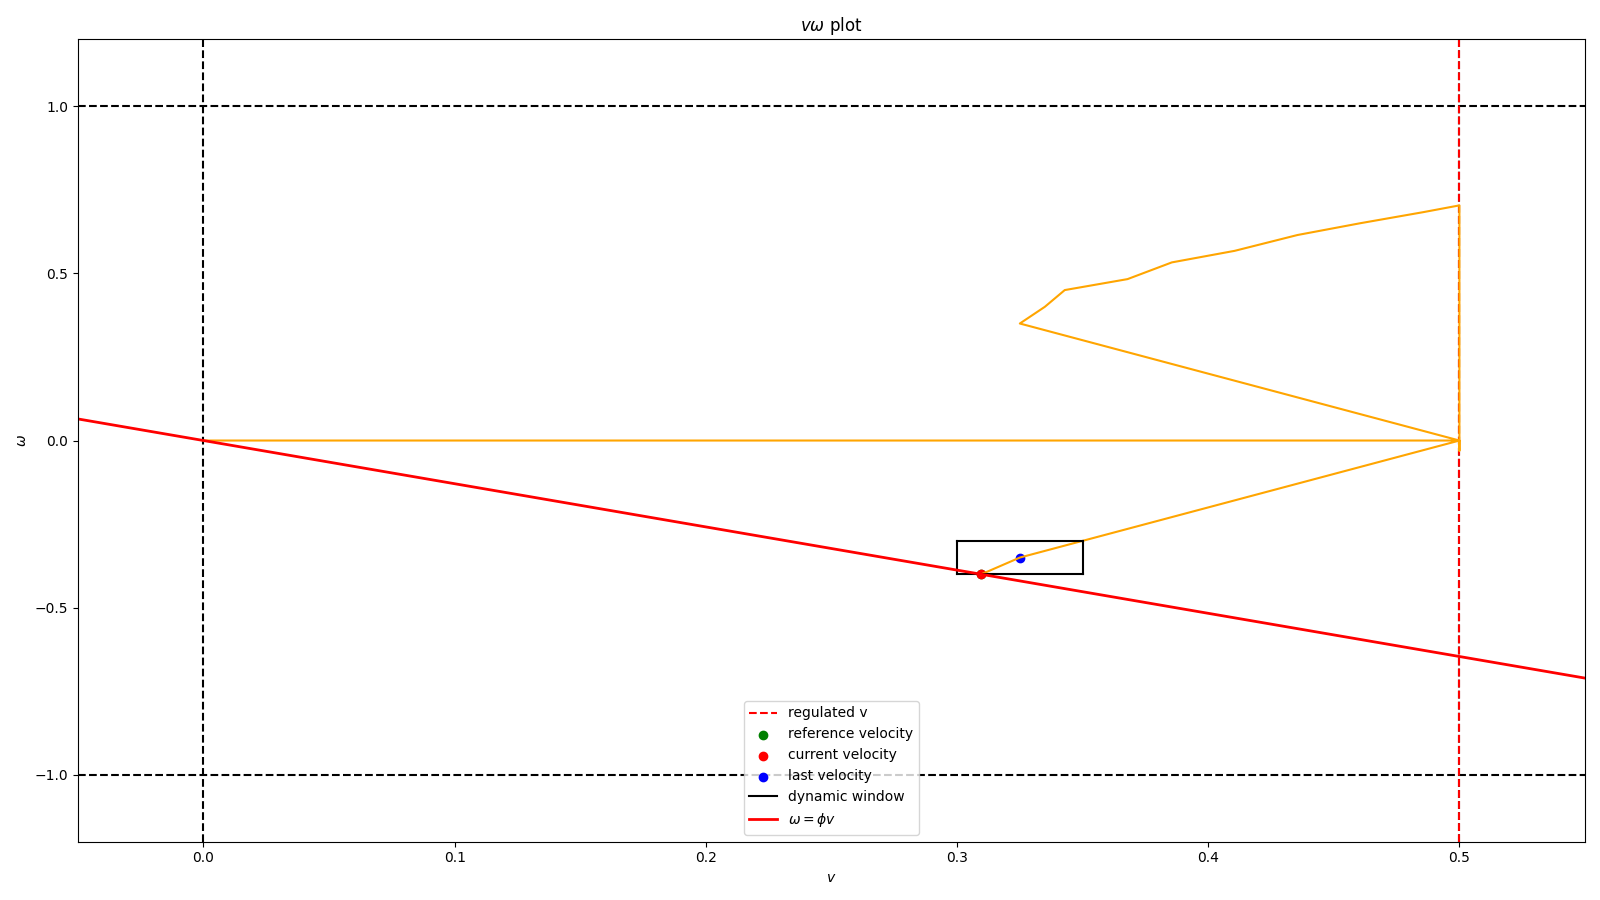 vω plot
1.0
0.5
0.0
−0.5
−1.0
ω
0.0
0.1
0.2
0.3
0.4
0.5
v
regulated v
reference velocity
current velocity
last velocity
dynamic window
ω = ϕv